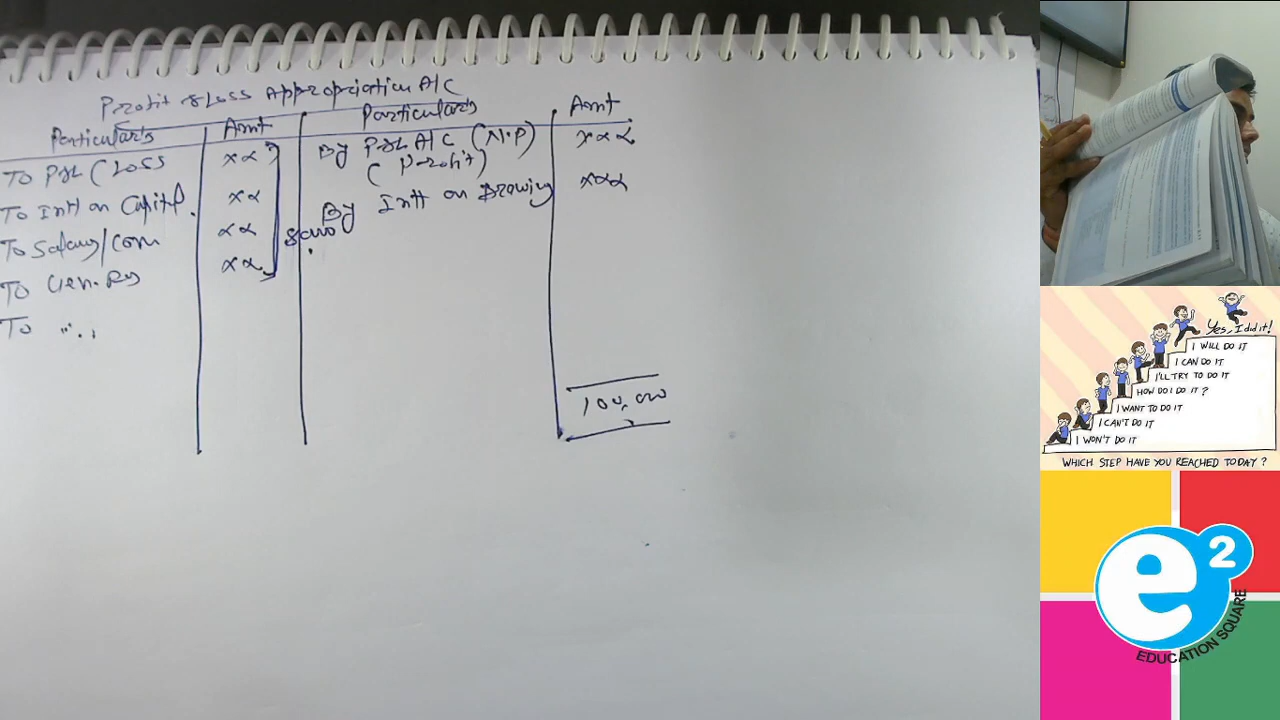 Profit & Loss Appropriation A/C
Particulars Amt Particulars Amt
To P&L (Loss xx By P&L A/C (N.P) xxx
( Profit)
To Intt on Capitl. xx By Intt on Drawing xxx
To Salary/Com xx
To Gen. Rs xx
To ....
100,000
Yes, I did it!
I WILL DO IT
I CAN DO IT
I'LL TRY TO DO IT
HOW DO I DO IT?
I WANT TO DO IT
I CAN'T DO IT
I WON'T DO IT
WHICH STEP HAVE YOU REACHED TODAY?
e2
EDUCATION SQUARE